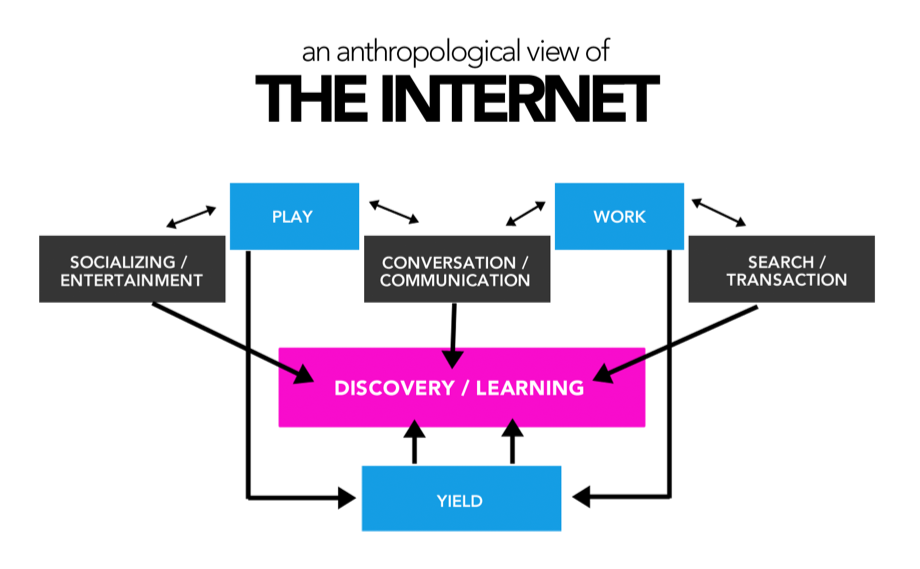 an anthropological view of
THE INTERNET
PLAY
WORK
SOCIALIZING /
ENTERTAINMENT
CONVERSATION /
COMMUNICATION
SEARCH /
TRANSACTION
DISCOVERY / LEARNING
YIELD